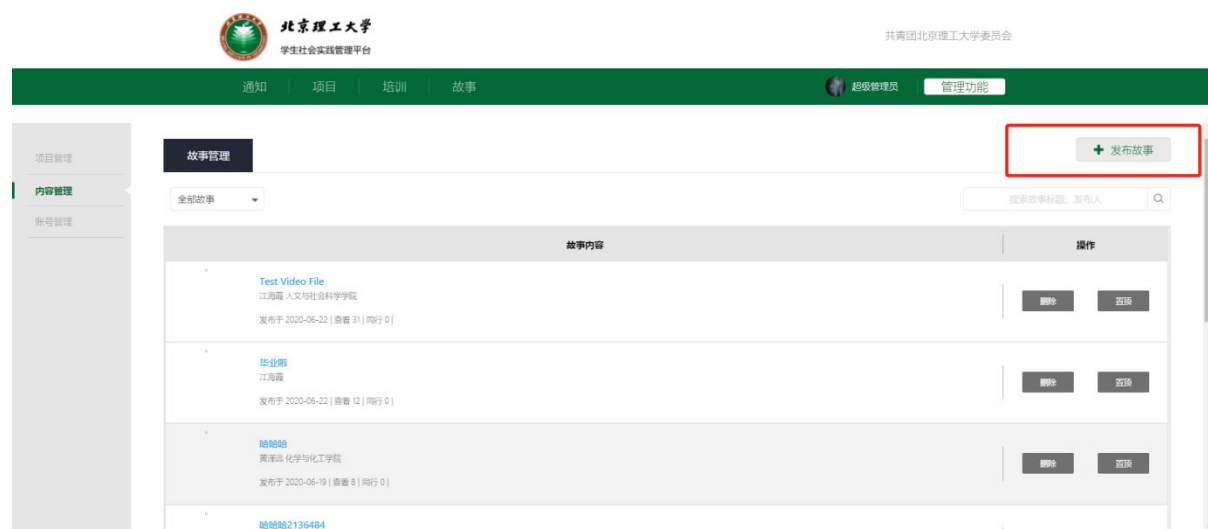 北京理工大学
学生社会实践管理平台
共青团北京理工大学委员会
通知 项目 培训 故事 超级管理员 管理功能
项目管理
内容管理
账号管理
故事管理
+ 发布故事
全部故事
搜索故事标题、发布人
故事内容 操作
Test Video File
江海霞 人文与社会科学学院
发布于 2020-06-22 | 查看 31 | 同行 0 |
删除 置顶
毕业啦
江海霞
发布于 2020-06-22 | 查看 12 | 同行 0 |
删除 置顶
哈哈哈
黄泽远 化学与化工学院
发布于 2020-06-19 | 查看 8 | 同行 0 |
删除 置顶
哈哈哈2136484